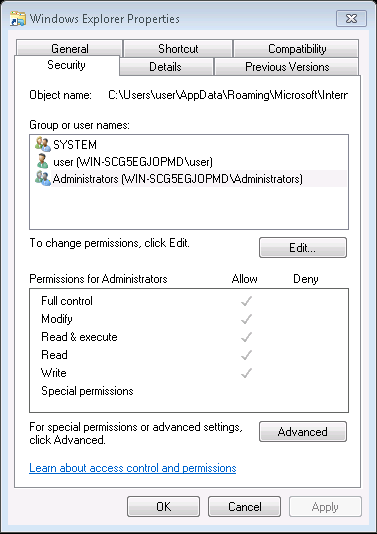 Windows Explorer Properties
General
Shortcut
Compatibility
Security
Details
Previous Versions
Object name: C:\Users\user\AppData\Roaming\Microsoft\Intern
Group or user names:
SYSTEM
user (WIN-SCG5EGJOPMD\user)
Administrators (WIN-SCG5EGJOPMD\Administrators)
To change permissions, click Edit.
Edit...
Permissions for Administrators Allow Deny
Full control
Modify
Read & execute
Read
Write
Special permissions
For special permissions or advanced settings,
click Advanced.
Advanced
Learn about access control and permissions
OK
Cancel
Apply